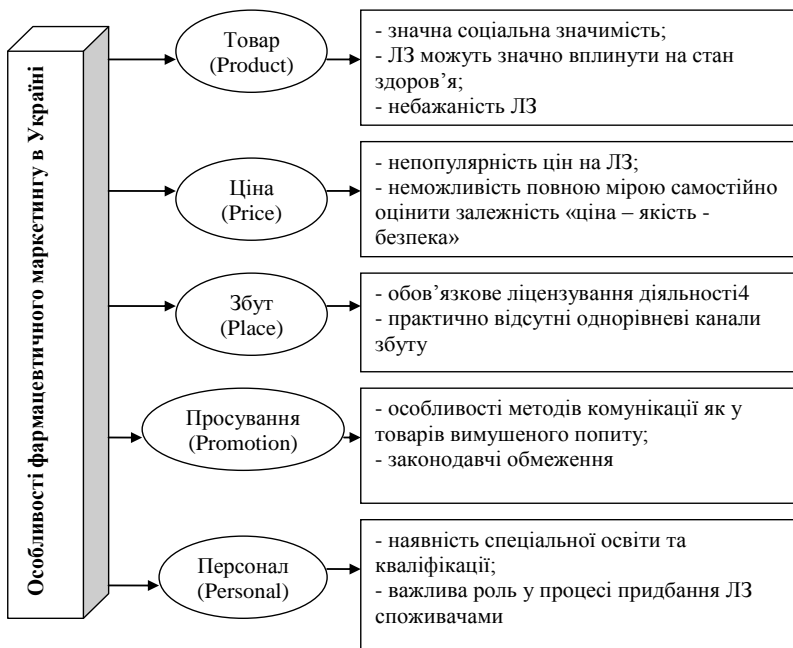 Особливості фармацевтичного маркетингу в Україні
Товар
(Product)
- значна соціальна значимість;
- ЛЗ можуть значно вплинути на стан
здоров’я;
- небажаність ЛЗ
Ціна
(Price)
- непопулярність цін на ЛЗ;
- неможливість повною мірою самостійно
оцінити залежність «ціна – якість -
безпека»
Збут
(Place)
- обов’язкове ліцензування діяльності4
- практично відсутні однорівневі канали
збуту
Просування
(Promotion)
- особливості методів комунікації як у
товарів вимушеного попиту;
- законодавчі обмеження
Персонал
(Personal)
- наявність спеціальної освіти та
кваліфікації;
- важлива роль у процесі придбання ЛЗ
споживачами